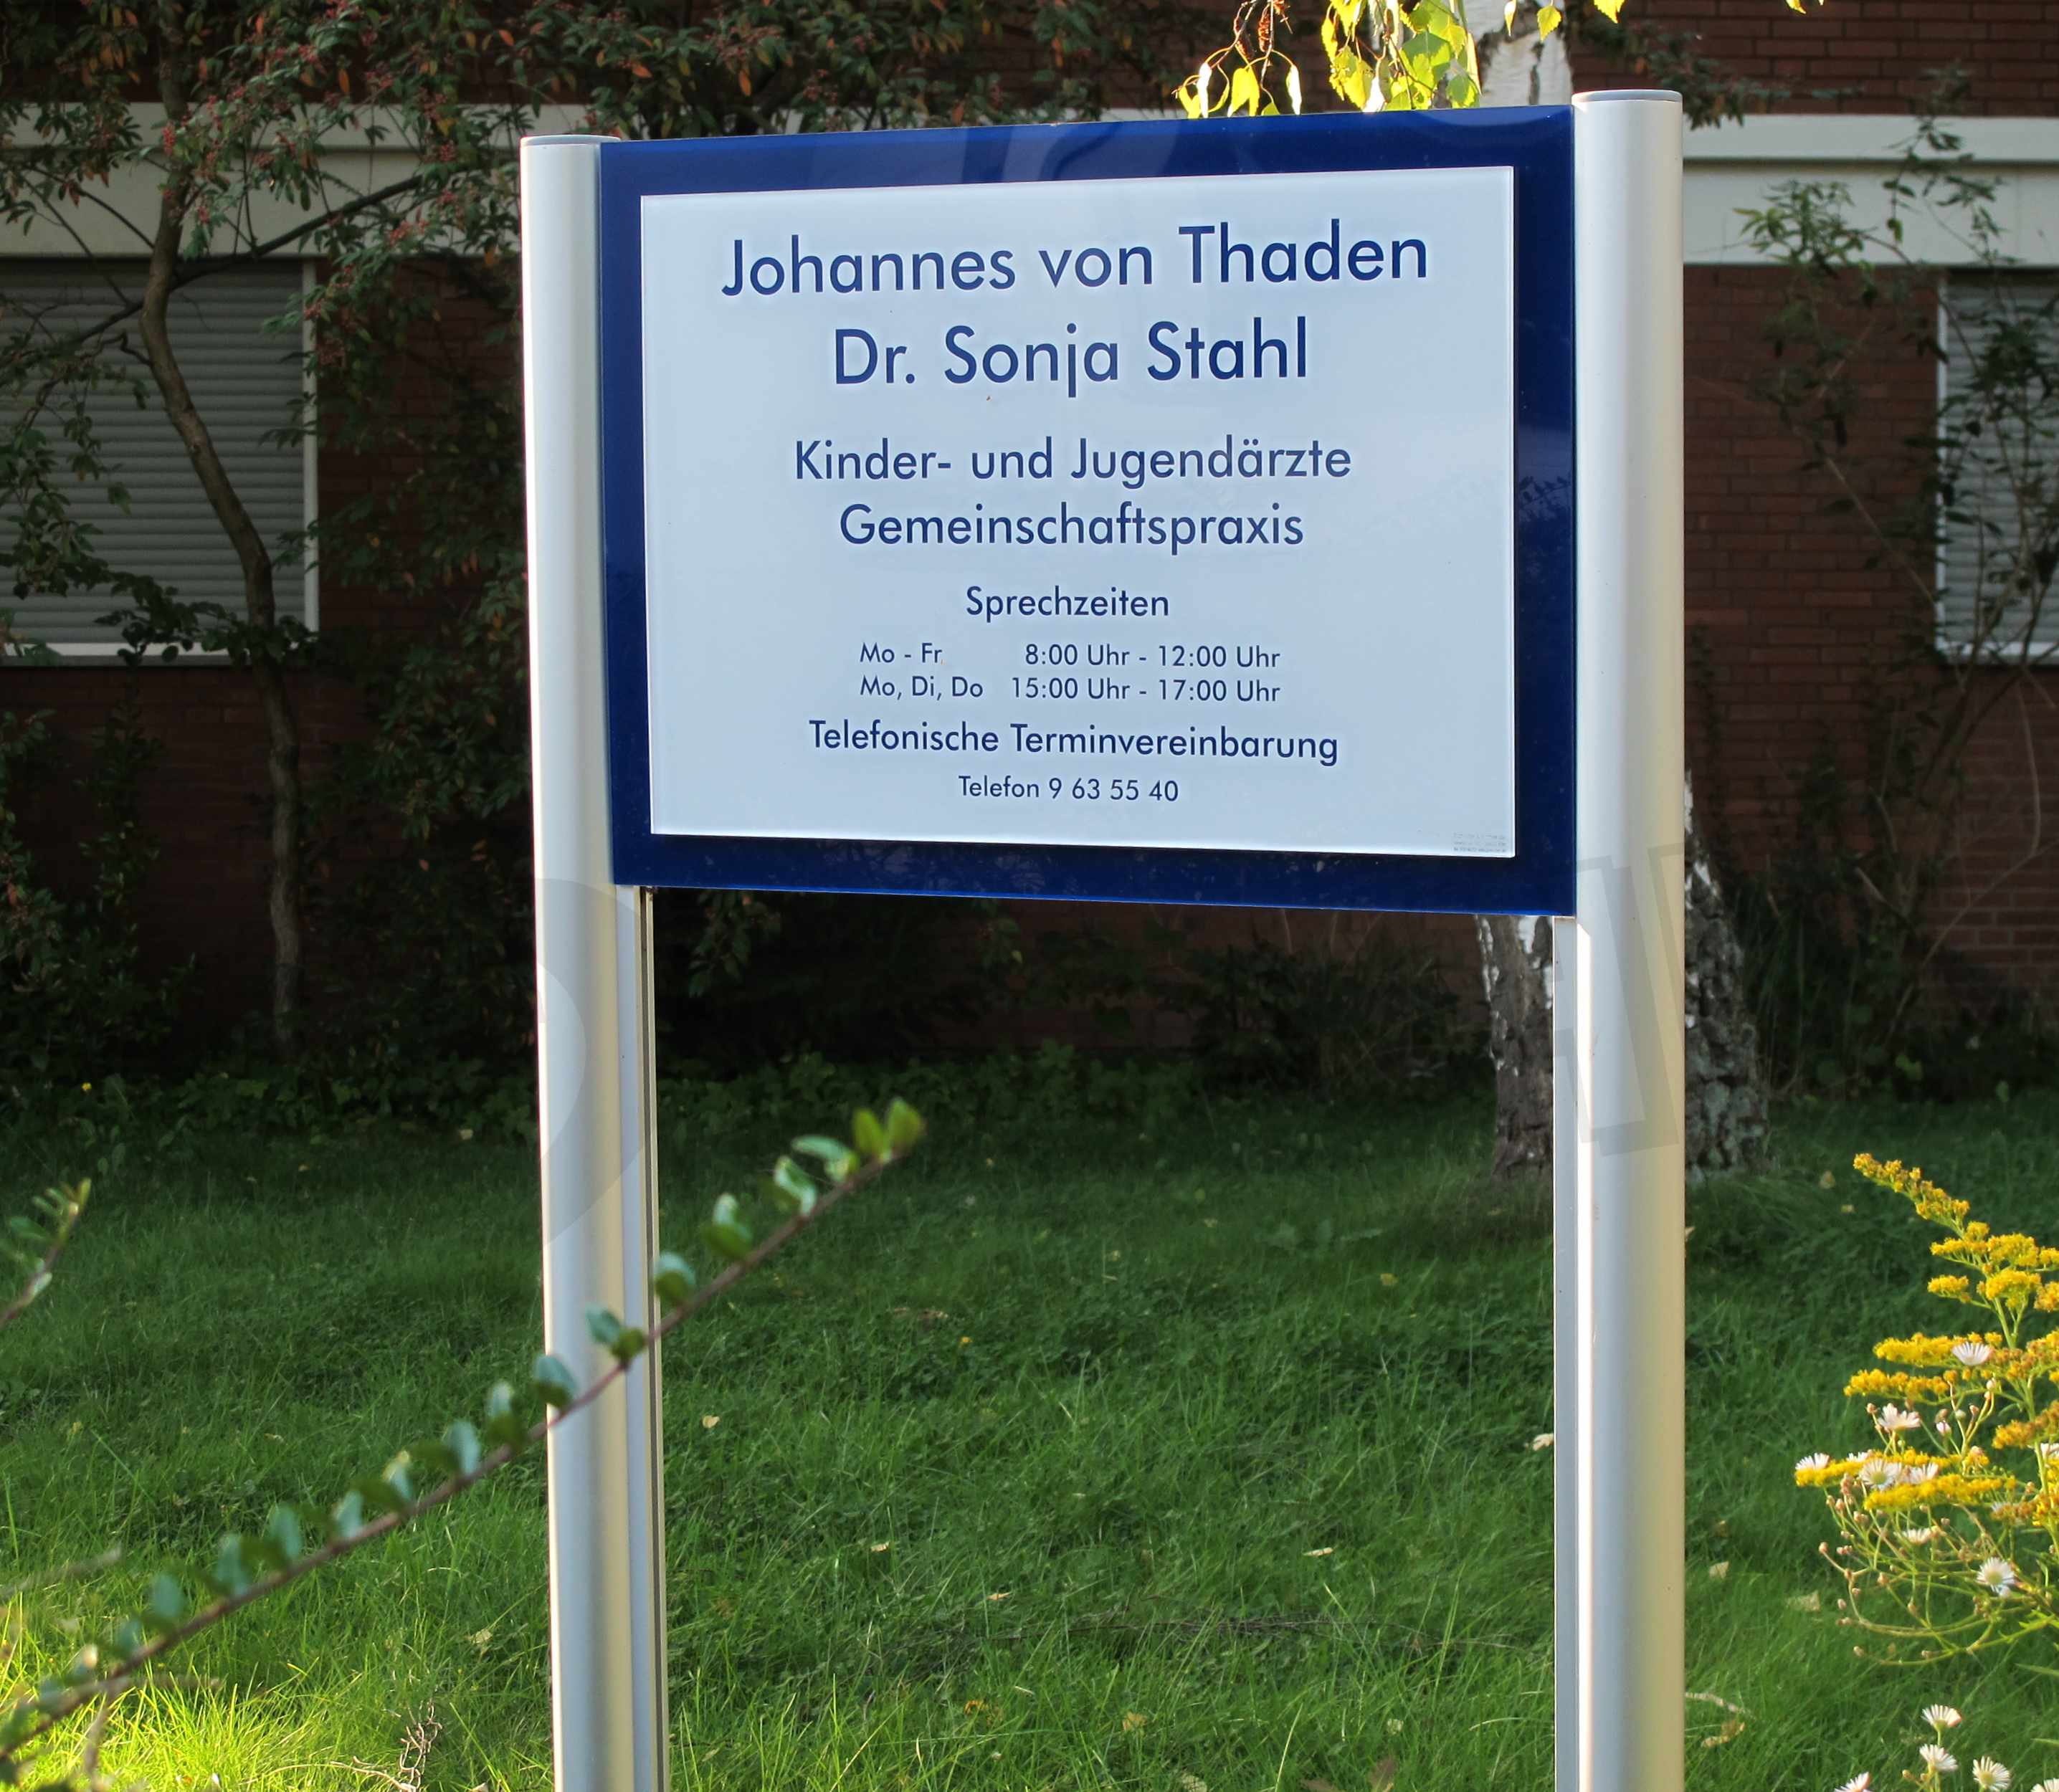 Johannes von Thaden
Dr. Sonja Stahl
Kinder- und Jugendärzte
Gemeinschaftspraxis
Sprechzeiten
Mo - Fr 8:00 Uhr - 12:00 Uhr
Mo, Di, Do 15:00 Uhr - 17:00 Uhr
Telefonische Terminvereinbarung
Telefon 9 63 55 40